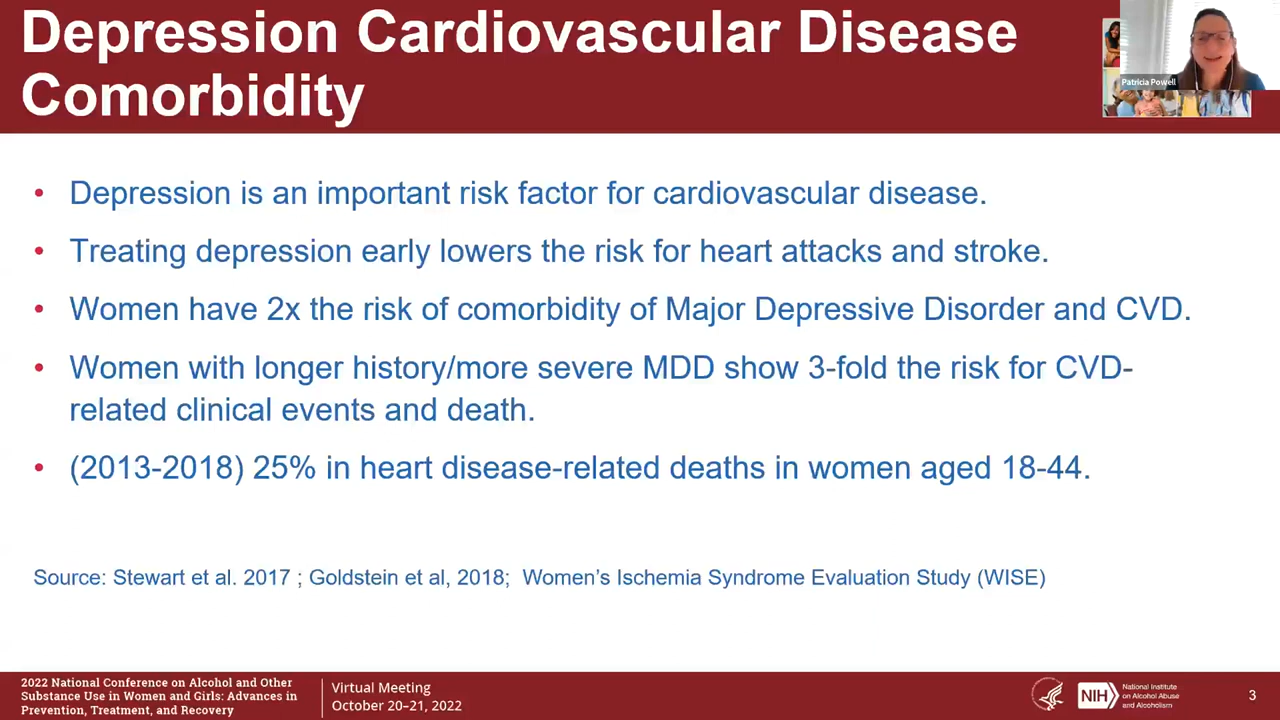 Depression Cardiovascular Disease
Comorbidity
Patricia Powell
• Depression is an important risk factor for cardiovascular disease.
• Treating depression early lowers the risk for heart attacks and stroke.
• Women have 2x the risk of comorbidity of Major Depressive Disorder and CVD.
• Women with longer history/more severe MDD show 3-fold the risk for CVD-
related clinical events and death.
• (2013-2018) 25% in heart disease-related deaths in women aged 18-44.
Source: Stewart et al. 2017 ; Goldstein et al, 2018;  Women's Ischemia Syndrome Evaluation Study (WISE)
2022 National Conference on Alcohol and Other
Substance Use in Women and Girls: Advances in
Prevention, Treatment, and Recovery
Virtual Meeting
October 20–21, 2022
NIH
National Institute
on Alcohol Abuse
and Alcoholism
3